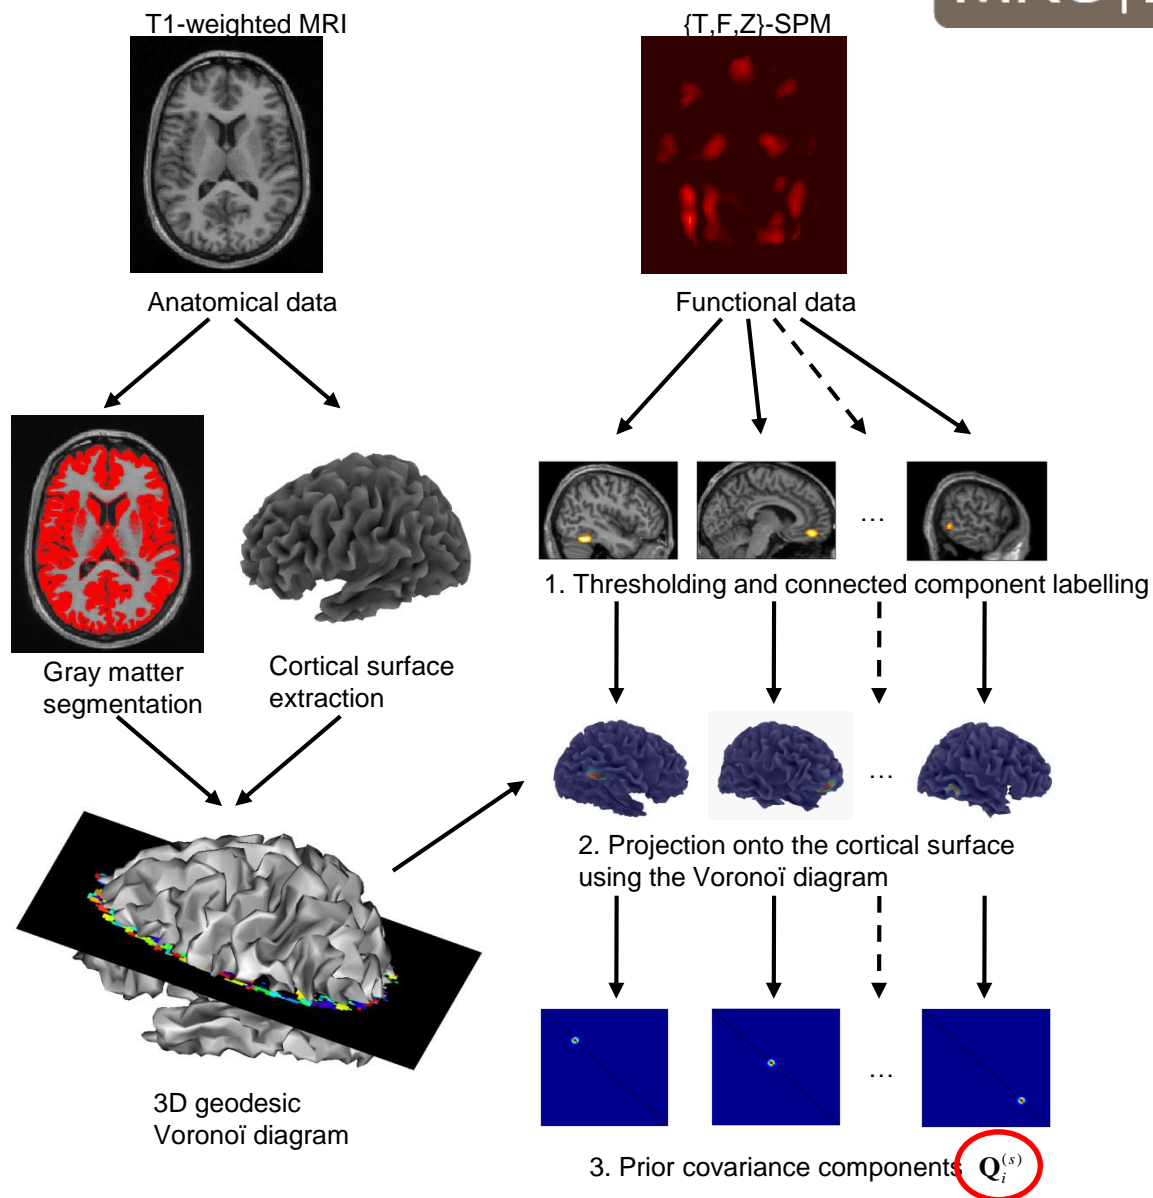 T1-weighted MRI
{T,F,Z}-SPM
Anatomical data
Functional data
...
1. Thresholding and connected component labelling
Gray matter
segmentation
Cortical surface
extraction
...
2. Projection onto the cortical surface
using the Voronoï diagram
...
3D geodesic
Voronoï diagram
3. Prior covariance components Q_i^{(s)}